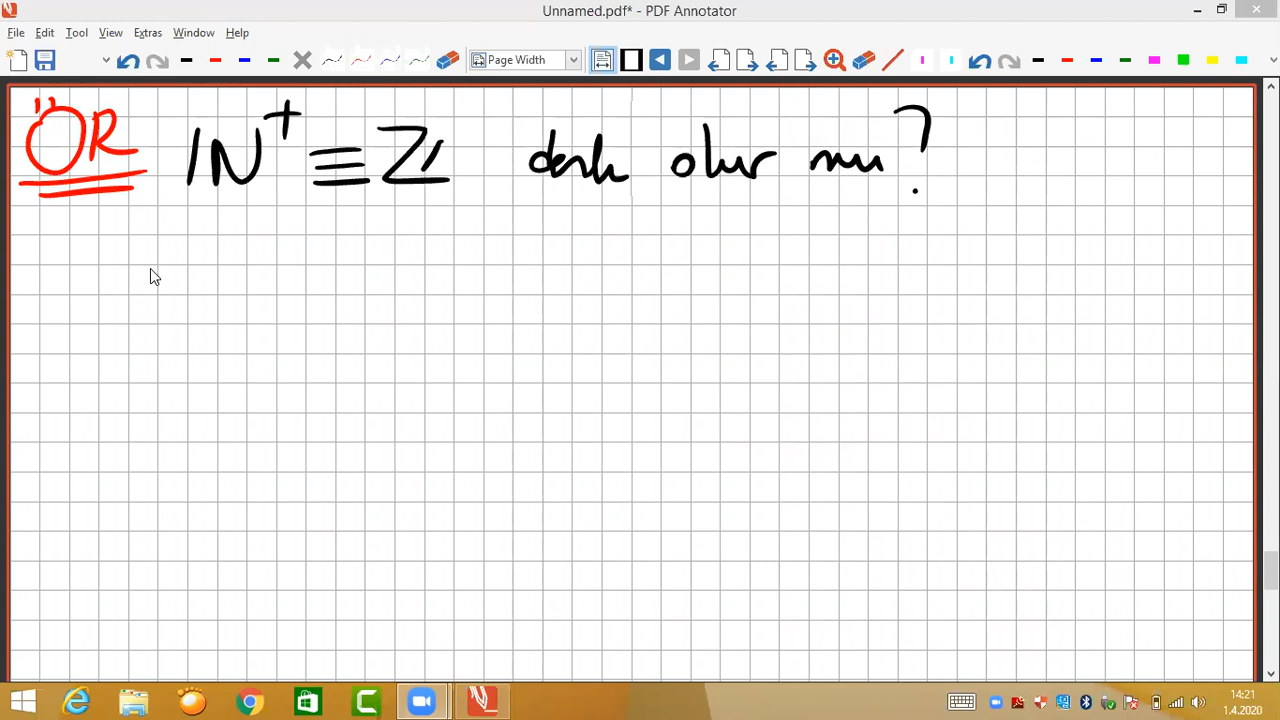 Unnamed.pdf* - PDF Annotator
File Edit Tool View Extras Window Help
Page Width
ÖR ℕ⁺ ≡ ℤ denk olur mu?
14:21
1.4.2020